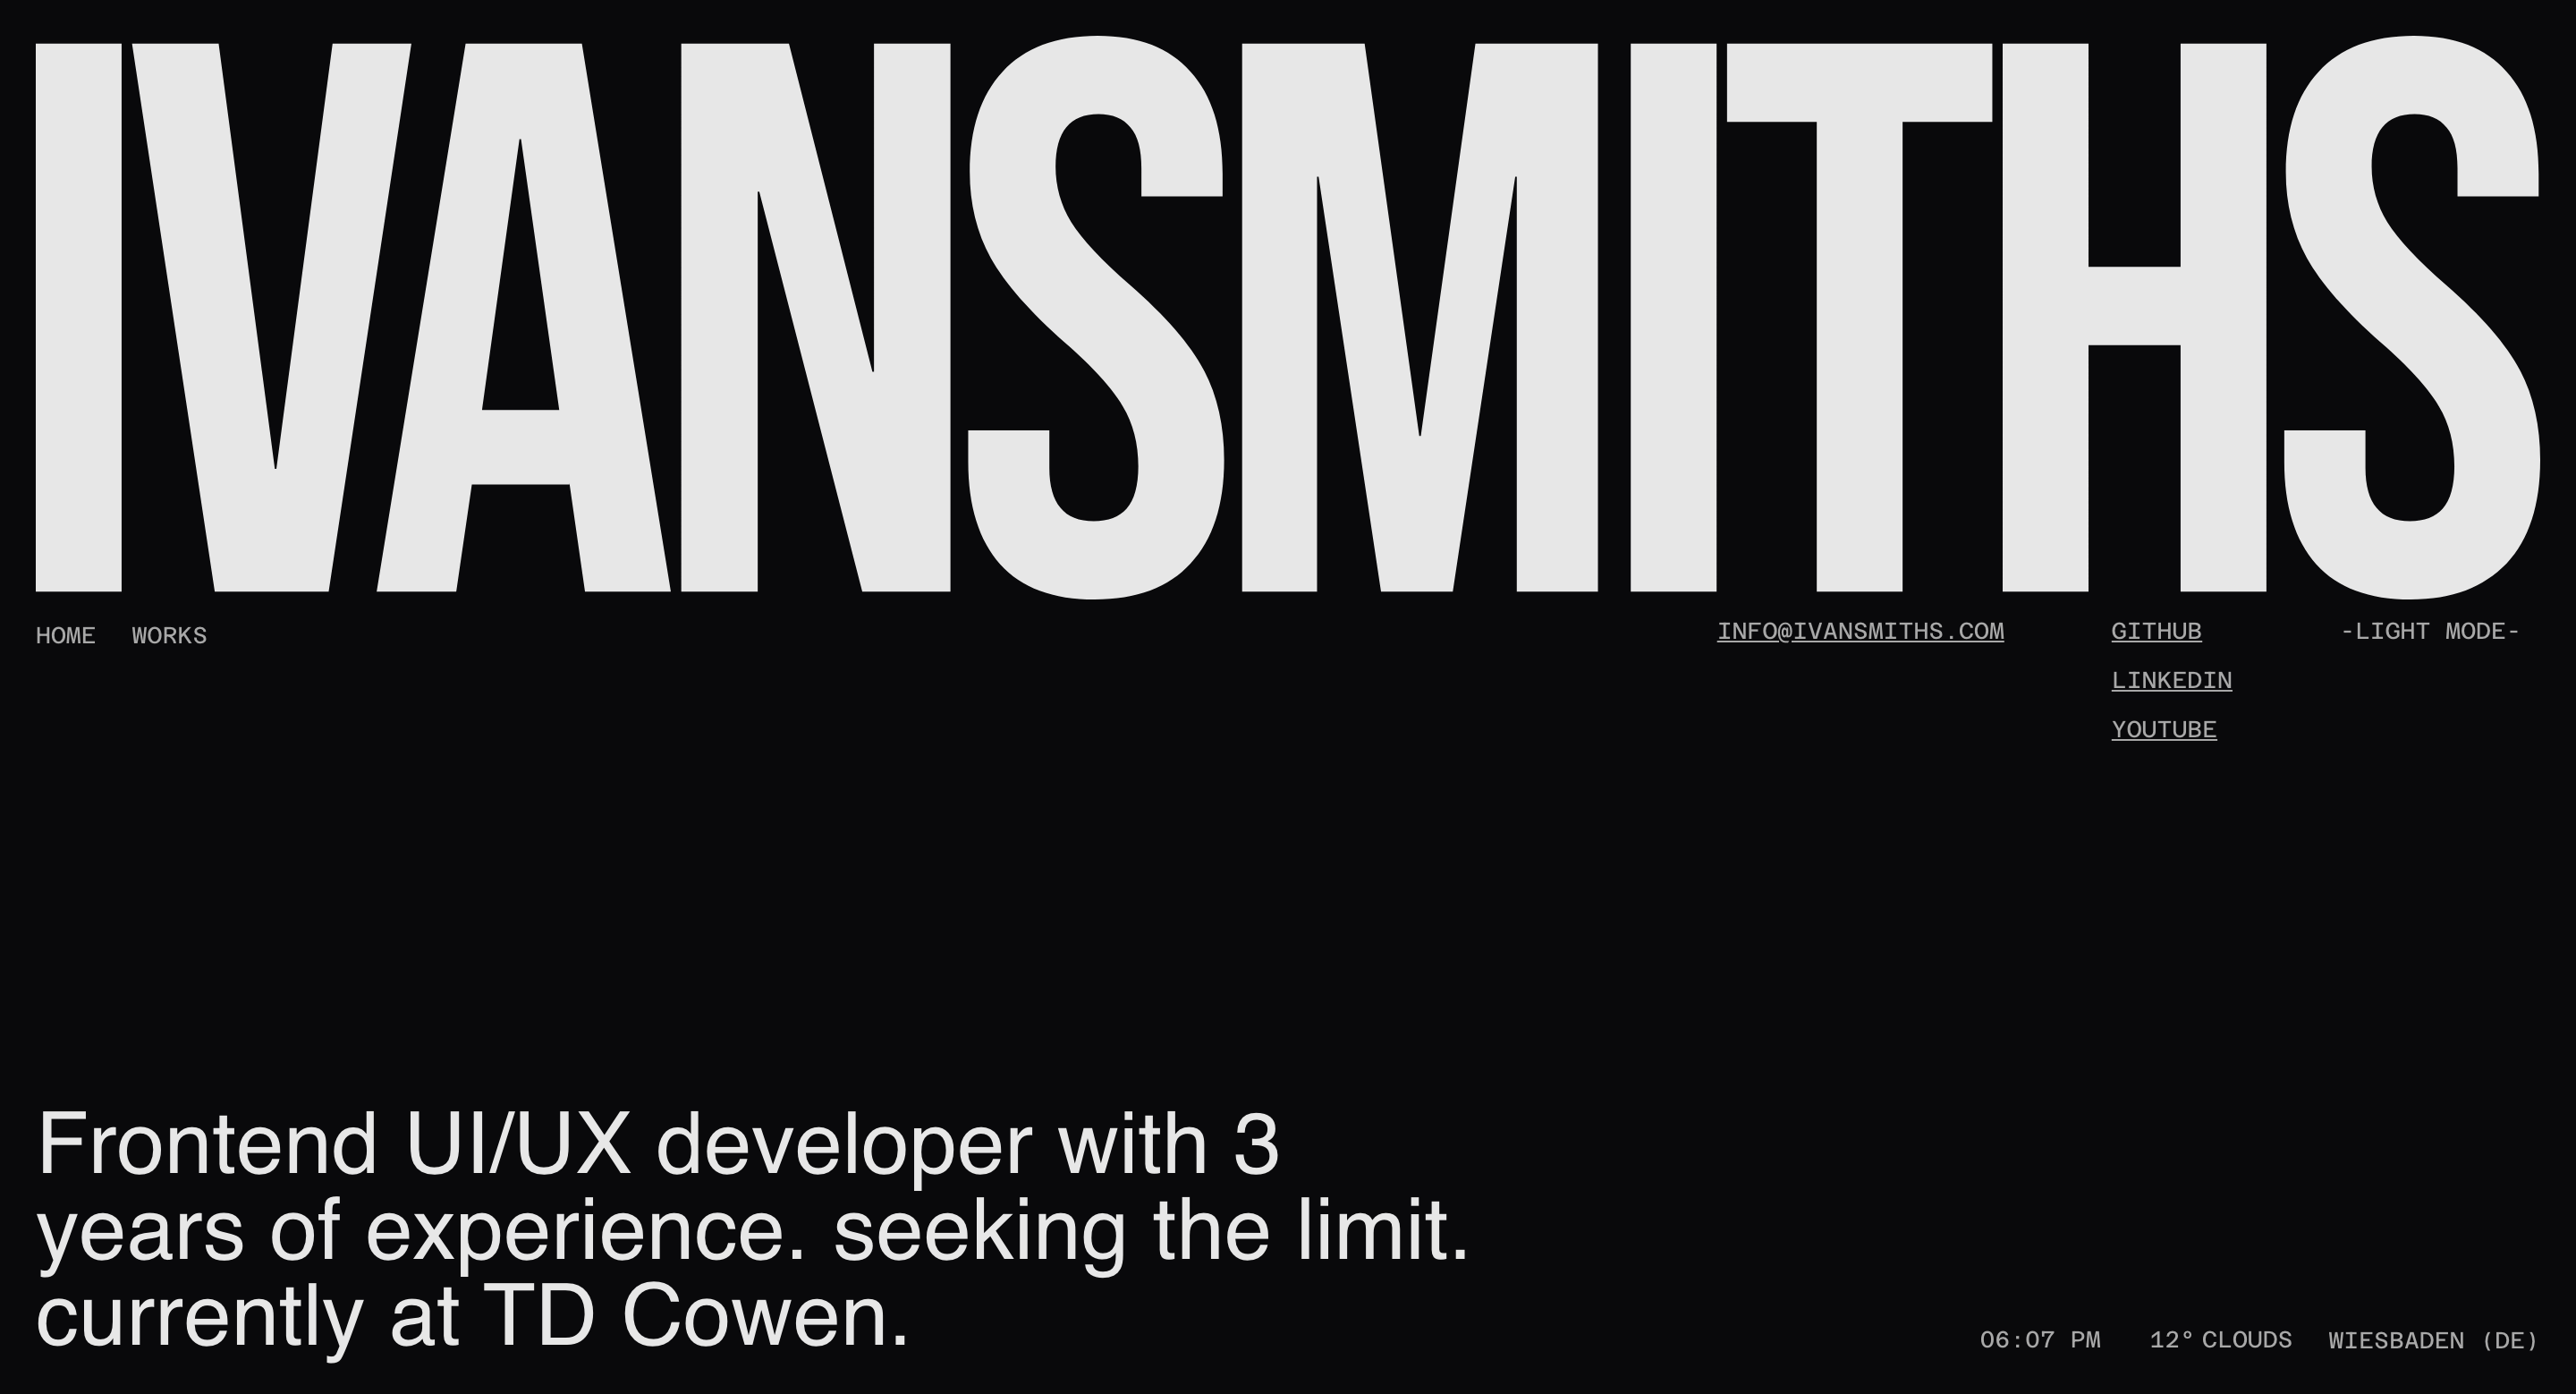 IVANSMITHS
HOME WORKS
INFO@IVANSMITHS.COM
GITHUB
LINKEDIN
YOUTUBE
-LIGHT MODE-
Frontend UI/UX developer with 3
years of experience. seeking the limit.
currently at TD Cowen.
06:07 PM 12° CLOUDS WIESBADEN (DE)